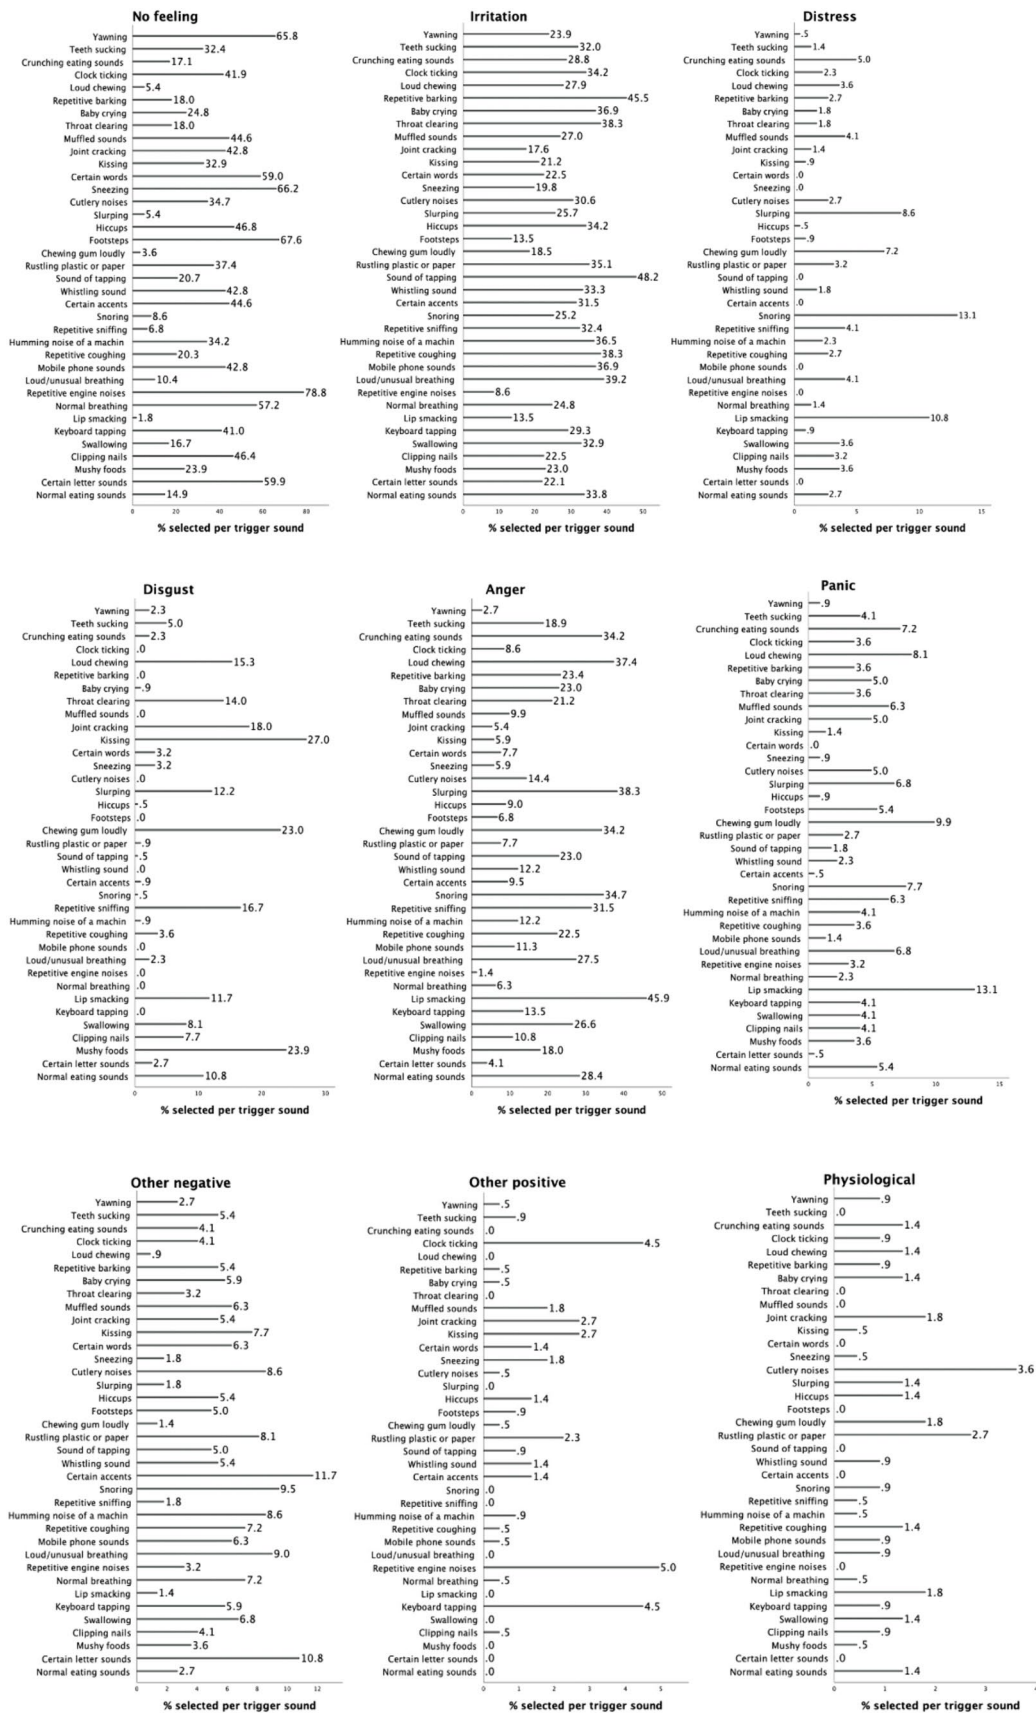 No feeling
Yawning 65.8
Teeth sucking 32.4
Crunching eating sounds 17.1
Clock ticking 41.9
Loud chewing 5.4
Repetitive barking 18.0
Baby crying 24.8
Throat clearing 18.0
Muffled sounds 44.6
Joint cracking 42.8
Kissing 32.9
Certain words 59.0
Sneezing 66.2
Cutlery noises 34.7
Slurping 5.4
Hiccups 46.8
Footsteps 67.6
Chewing gum loudly 3.6
Rustling plastic or paper 37.4
Sound of tapping 20.7
Whistling sound 42.8
Certain accents 44.6
Snoring 8.6
Repetitive sniffing 6.8
Humming noise of a machin 34.2
Repetitive coughing 20.3
Mobile phone sounds 42.8
Loud/unusual breathing 10.4
Repetitive engine noises 78.8
Normal breathing 57.2
Lip smacking 1.8
Keyboard tapping 41.0
Swallowing 16.7
Clipping nails 46.4
Mushy foods 23.9
Certain letter sounds 59.9
Normal eating sounds 14.9
0 20 40 60 80
% selected per trigger sound
Irritation
Yawning 23.9
Teeth sucking 32.0
Crunching eating sounds 28.8
Clock ticking 34.2
Loud chewing 27.9
Repetitive barking 45.5
Baby crying 36.9
Throat clearing 38.3
Muffled sounds 27.0
Joint cracking 17.6
Kissing 21.2
Certain words 22.5
Sneezing 19.8
Cutlery noises 30.6
Slurping 25.7
Hiccups 34.2
Footsteps 13.5
Chewing gum loudly 18.5
Rustling plastic or paper 35.1
Sound of tapping 48.2
Whistling sound 33.3
Certain accents 31.5
Snoring 25.2
Repetitive sniffing 32.4
Humming noise of a machin 36.5
Repetitive coughing 38.3
Mobile phone sounds 36.9
Loud/unusual breathing 39.2
Repetitive engine noises 8.6
Normal breathing 24.8
Lip smacking 13.5
Keyboard tapping 29.3
Swallowing 32.9
Clipping nails 22.5
Mushy foods 23.0
Certain letter sounds 22.1
Normal eating sounds 33.8
0 10 20 30 40 50
% selected per trigger sound
Distress
Yawning .5
Teeth sucking 1.4
Crunching eating sounds 5.0
Clock ticking 2.3
Loud chewing 3.6
Repetitive barking 2.7
Baby crying 1.8
Throat clearing 1.8
Muffled sounds 4.1
Joint cracking 1.4
Kissing .9
Certain words .0
Sneezing .0
Cutlery noises 2.7
Slurping 8.6
Hiccups .5
Footsteps .9
Chewing gum loudly 7.2
Rustling plastic or paper 3.2
Sound of tapping .0
Whistling sound 1.8
Certain accents .0
Snoring 13.1
Repetitive sniffing 4.1
Humming noise of a machin 2.3
Repetitive coughing 2.7
Mobile phone sounds .0
Loud/unusual breathing 4.1
Repetitive engine noises .0
Normal breathing 1.4
Lip smacking 10.8
Keyboard tapping .9
Swallowing 3.6
Clipping nails 3.2
Mushy foods 3.6
Certain letter sounds .0
Normal eating sounds 2.7
0 5 10 15
% selected per trigger sound
Disgust
Yawning 2.3
Teeth sucking 5.0
Crunching eating sounds 2.3
Clock ticking .0
Loud chewing 15.3
Repetitive barking .0
Baby crying .9
Throat clearing 14.0
Muffled sounds .0
Joint cracking 18.0
Kissing 27.0
Certain words 3.2
Sneezing 3.2
Cutlery noises .0
Slurping 12.2
Hiccups .5
Footsteps .0
Chewing gum loudly 23.0
Rustling plastic or paper .9
Sound of tapping .5
Whistling sound .0
Certain accents .9
Snoring .5
Repetitive sniffing 16.7
Humming noise of a machin .9
Repetitive coughing 3.6
Mobile phone sounds .0
Loud/unusual breathing 2.3
Repetitive engine noises .0
Normal breathing .0
Lip smacking 11.7
Keyboard tapping .0
Swallowing 8.1
Clipping nails 7.7
Mushy foods 23.9
Certain letter sounds 2.7
Normal eating sounds 10.8
0 10 20 30
% selected per trigger sound
Anger
Yawning 2.7
Teeth sucking 18.9
Crunching eating sounds 34.2
Clock ticking 8.6
Loud chewing 37.4
Repetitive barking 23.4
Baby crying 23.0
Throat clearing 21.2
Muffled sounds 9.9
Joint cracking 5.4
Kissing 5.9
Certain words 7.7
Sneezing 5.9
Cutlery noises 14.4
Slurping 38.3
Hiccups 9.0
Footsteps 6.8
Chewing gum loudly 34.2
Rustling plastic or paper 7.7
Sound of tapping 23.0
Whistling sound 12.2
Certain accents 9.5
Snoring 34.7
Repetitive sniffing 31.5
Humming noise of a machin 12.2
Repetitive coughing 22.5
Mobile phone sounds 11.3
Loud/unusual breathing 27.5
Repetitive engine noises 1.4
Normal breathing 6.3
Lip smacking 45.9
Keyboard tapping 13.5
Swallowing 26.6
Clipping nails 10.8
Mushy foods 18.0
Certain letter sounds 4.1
Normal eating sounds 28.4
0 10 20 30 40 50
% selected per trigger sound
Panic
Yawning .9
Teeth sucking 4.1
Crunching eating sounds 7.2
Clock ticking 3.6
Loud chewing 8.1
Repetitive barking 3.6
Baby crying 5.0
Throat clearing 3.6
Muffled sounds 6.3
Joint cracking 5.0
Kissing 1.4
Certain words .0
Sneezing .9
Cutlery noises 5.0
Slurping 6.8
Hiccups .9
Footsteps 5.4
Chewing gum loudly 9.9
Rustling plastic or paper 2.7
Sound of tapping 1.8
Whistling sound 2.3
Certain accents .5
Snoring 7.7
Repetitive sniffing 6.3
Humming noise of a machin 4.1
Repetitive coughing 3.6
Mobile phone sounds 1.4
Loud/unusual breathing 6.8
Repetitive engine noises 3.2
Normal breathing 2.3
Lip smacking 13.1
Keyboard tapping 4.1
Swallowing 4.1
Clipping nails 4.1
Mushy foods 3.6
Certain letter sounds .5
Normal eating sounds 5.4
0 5 10 15
% selected per trigger sound
Other negative
Yawning 2.7
Teeth sucking 5.4
Crunching eating sounds 4.1
Clock ticking 4.1
Loud chewing .9
Repetitive barking 5.4
Baby crying 5.9
Throat clearing 3.2
Muffled sounds 6.3
Joint cracking 5.4
Kissing 7.7
Certain words 6.3
Sneezing 1.8
Cutlery noises 8.6
Slurping 1.8
Hiccups 5.4
Footsteps 5.0
Chewing gum loudly 1.4
Rustling plastic or paper 8.1
Sound of tapping 5.0
Whistling sound 5.4
Certain accents 11.7
Snoring 9.5
Repetitive sniffing 1.8
Humming noise of a machin 8.6
Repetitive coughing 7.2
Mobile phone sounds 6.3
Loud/unusual breathing 9.0
Repetitive engine noises 3.2
Normal breathing 7.2
Lip smacking 1.4
Keyboard tapping 5.9
Swallowing 6.8
Clipping nails 4.1
Mushy foods 3.6
Certain letter sounds 10.8
Normal eating sounds 2.7
0 2 4 6 8 10 12
% selected per trigger sound
Other positive
Yawning .5
Teeth sucking .9
Crunching eating sounds .0
Clock ticking 4.5
Loud chewing .0
Repetitive barking .5
Baby crying .5
Throat clearing .0
Muffled sounds 1.8
Joint cracking 2.7
Kissing 2.7
Certain words 1.4
Sneezing 1.8
Cutlery noises .5
Slurping .0
Hiccups 1.4
Footsteps .9
Chewing gum loudly .5
Rustling plastic or paper 2.3
Sound of tapping .9
Whistling sound 1.4
Certain accents 1.4
Snoring .0
Repetitive sniffing .0
Humming noise of a machin .9
Repetitive coughing .5
Mobile phone sounds .5
Loud/unusual breathing .0
Repetitive engine noises 5.0
Normal breathing .5
Lip smacking .0
Keyboard tapping 4.5
Swallowing .0
Clipping nails .5
Mushy foods .0
Certain letter sounds .0
Normal eating sounds .0
0 1 2 3 4 5
% selected per trigger sound
Physiological
Yawning .9
Teeth sucking .0
Crunching eating sounds 1.4
Clock ticking .9
Loud chewing 1.4
Repetitive barking .9
Baby crying 1.4
Throat clearing .0
Muffled sounds .0
Joint cracking 1.8
Kissing .5
Certain words .0
Sneezing .5
Cutlery noises 3.6
Slurping 1.4
Hiccups 1.4
Footsteps .0
Chewing gum loudly 1.8
Rustling plastic or paper 2.7
Sound of tapping .0
Whistling sound .9
Certain accents .0
Snoring .9
Repetitive sniffing .5
Humming noise of a machin .5
Repetitive coughing 1.4
Mobile phone sounds .9
Loud/unusual breathing .9
Repetitive engine noises .0
Normal breathing .5
Lip smacking 1.8
Keyboard tapping .9
Swallowing 1.4
Clipping nails .9
Mushy foods .5
Certain letter sounds .0
Normal eating sounds 1.4
0 1 2 3 4
% selected per trigger sound